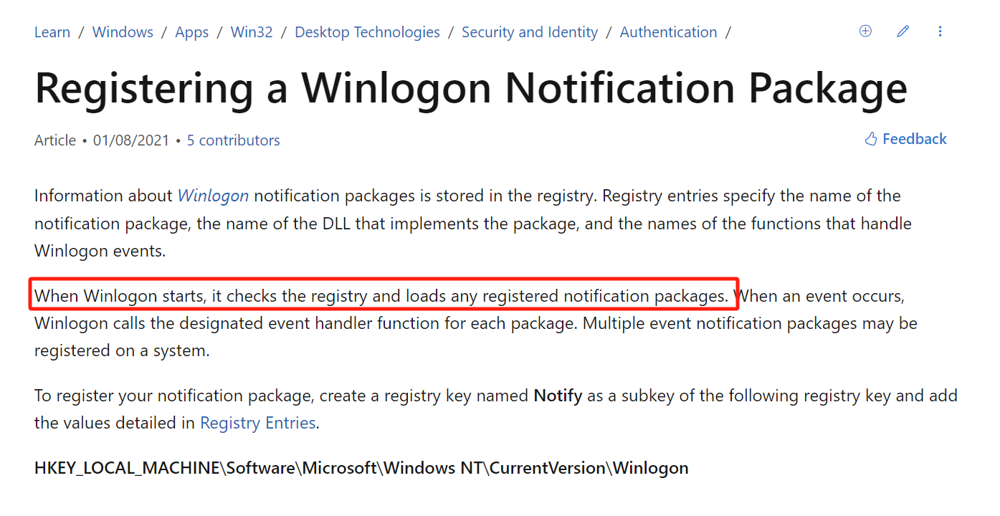 Learn / Windows / Apps / Win32 / Desktop Technologies / Security and Identity / Authentication /
Registering a Winlogon Notification Package
Article • 01/08/2021 • 5 contributors
Feedback
Information about Winlogon notification packages is stored in the registry. Registry entries specify the name of the
notification package, the name of the DLL that implements the package, and the names of the functions that handle
Winlogon events.
When Winlogon starts, it checks the registry and loads any registered notification packages. When an event occurs,
Winlogon calls the designated event handler function for each package. Multiple event notification packages may be
registered on a system.
To register your notification package, create a registry key named Notify as a subkey of the following registry key and add
the values detailed in Registry Entries.
HKEY_LOCAL_MACHINE\Software\Microsoft\Windows NT\CurrentVersion\Winlogon